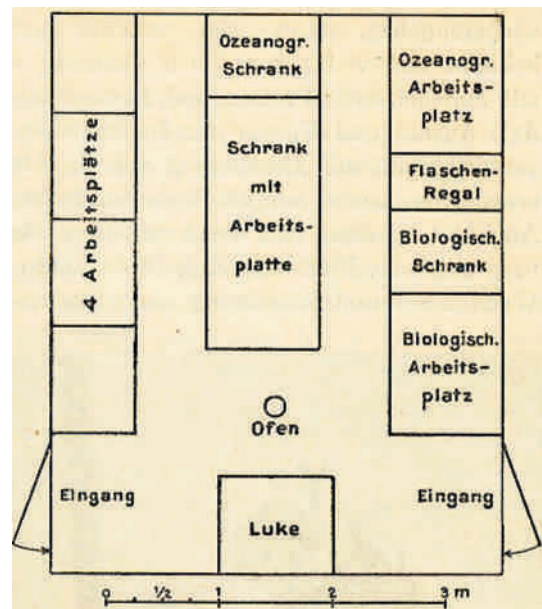 4 Arbeitsplätze
Ozeanogr.
Schrank
Schrank
mit
Arbeits-
platte
Ozeanogr.
Arbeits-
platz
Flaschen-
Regal
Biologisch.
Schrank
Biologisch.
Arbeits-
platz
Ofen
Eingang
Luke
Eingang
0 1/2 1 2 3 m